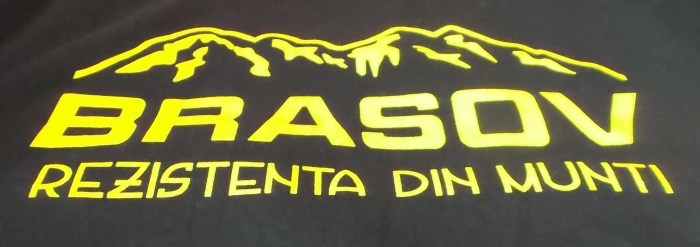 BRASOV
REZISTENTA DIN MUNTI